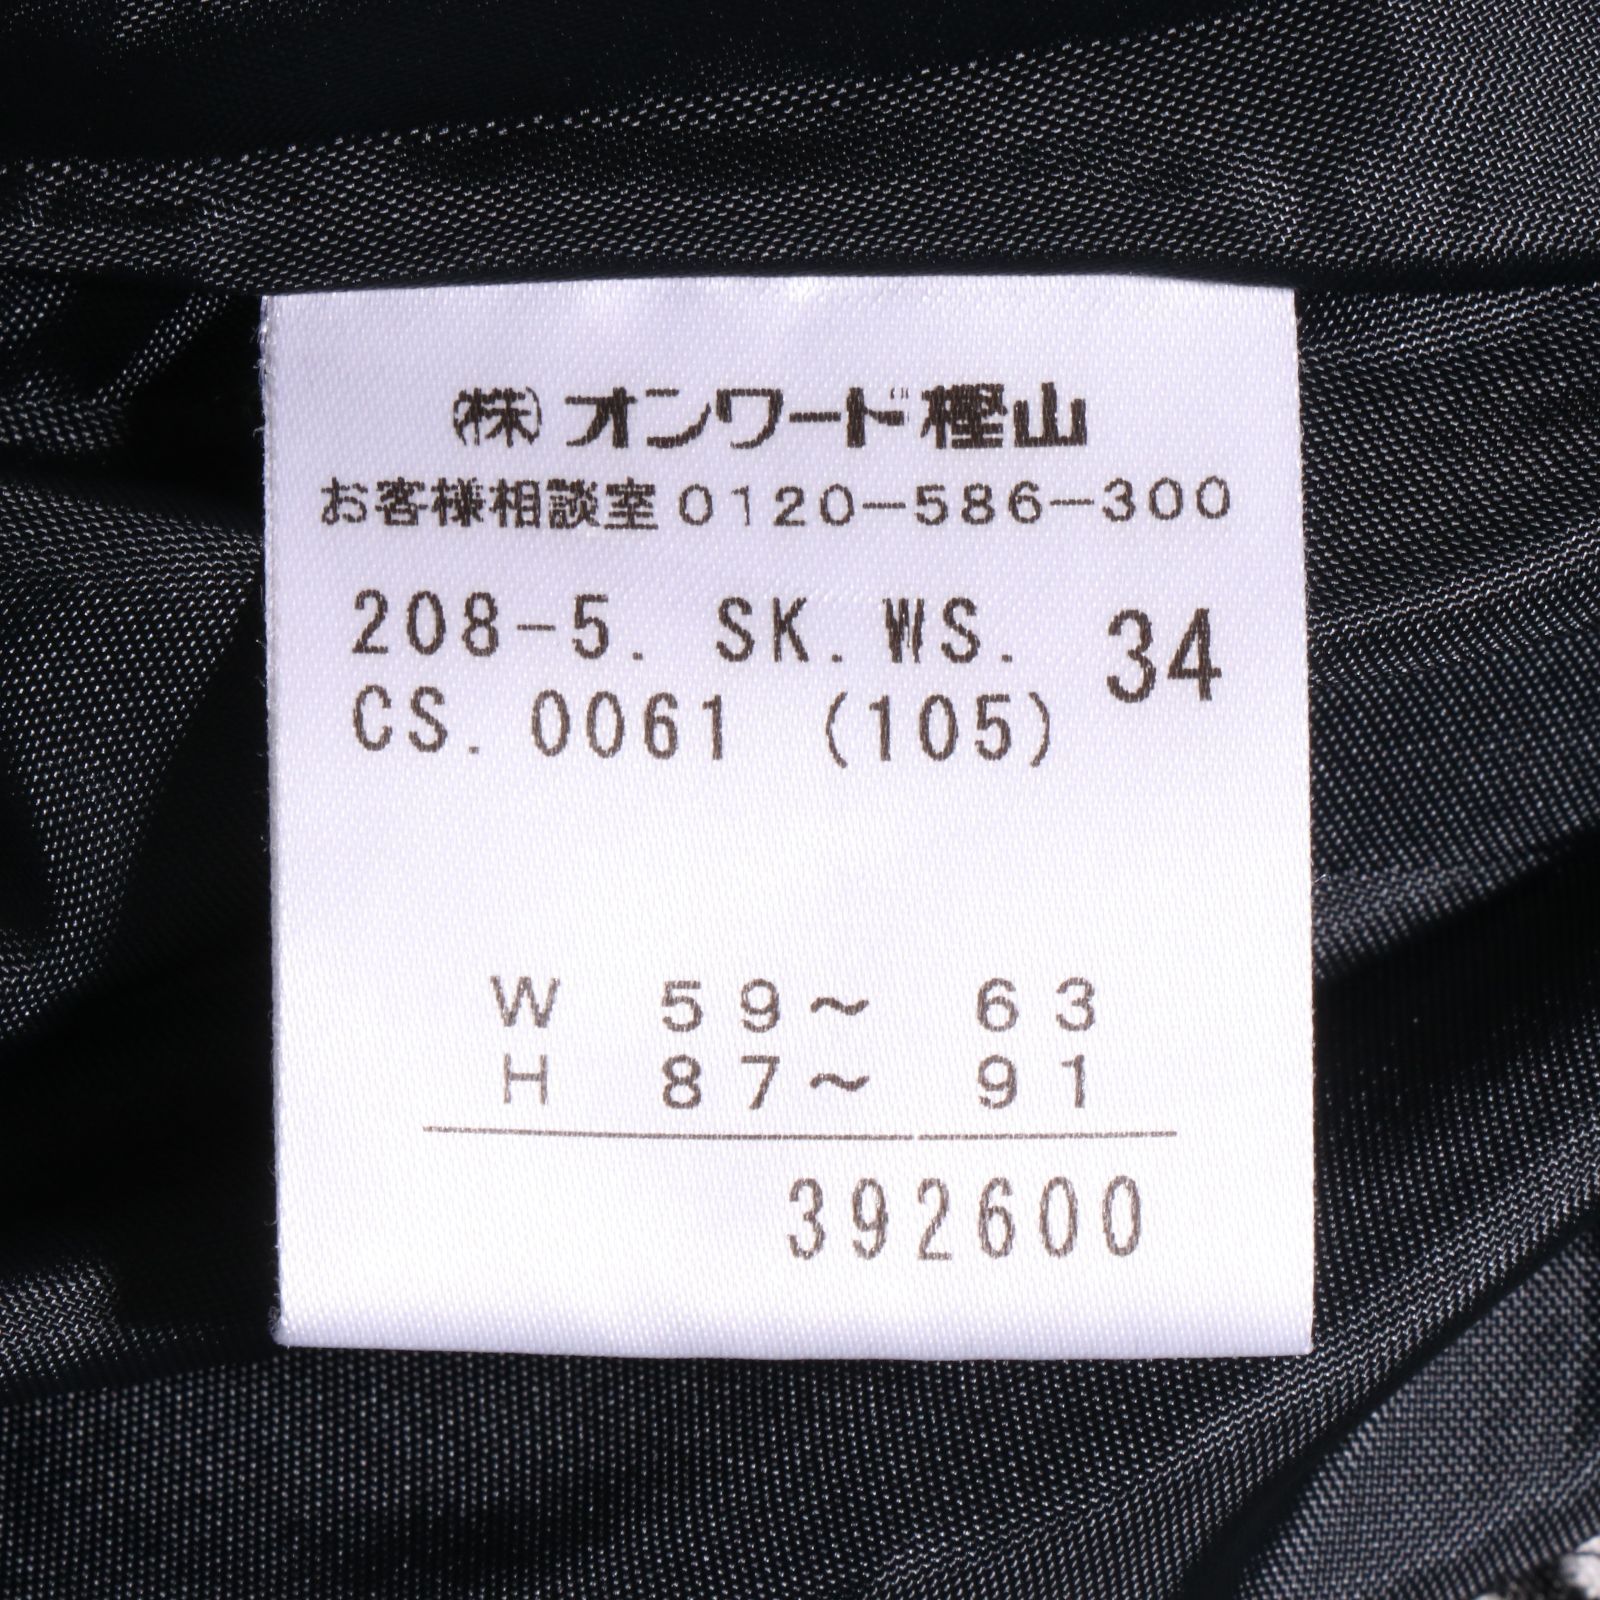 ㈱オンワード樫山
お客様相談室0120-586-300
208-5. SK.WS. 34
CS. 0061 (105)
W 59~ 63
H 87~ 91
392600